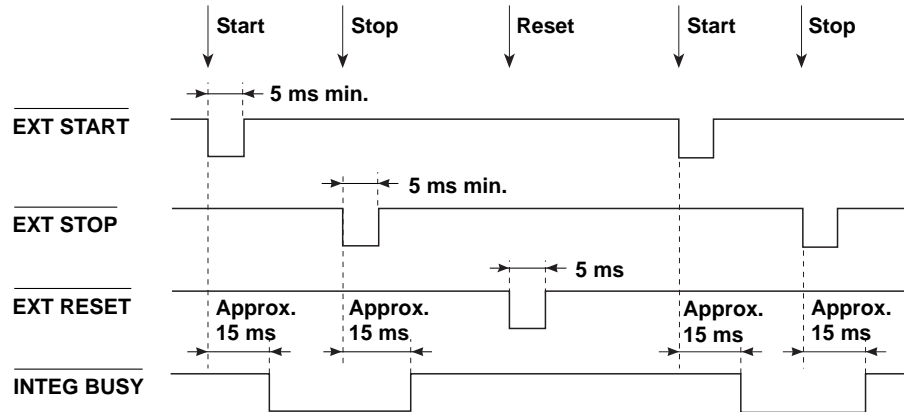 Start Stop Reset Start Stop
5 ms min.
EXT START
5 ms min.
EXT STOP
5 ms
EXT RESET
Approx. Approx. Approx. Approx.
15 ms 15 ms 15 ms 15 ms
INTEG BUSY